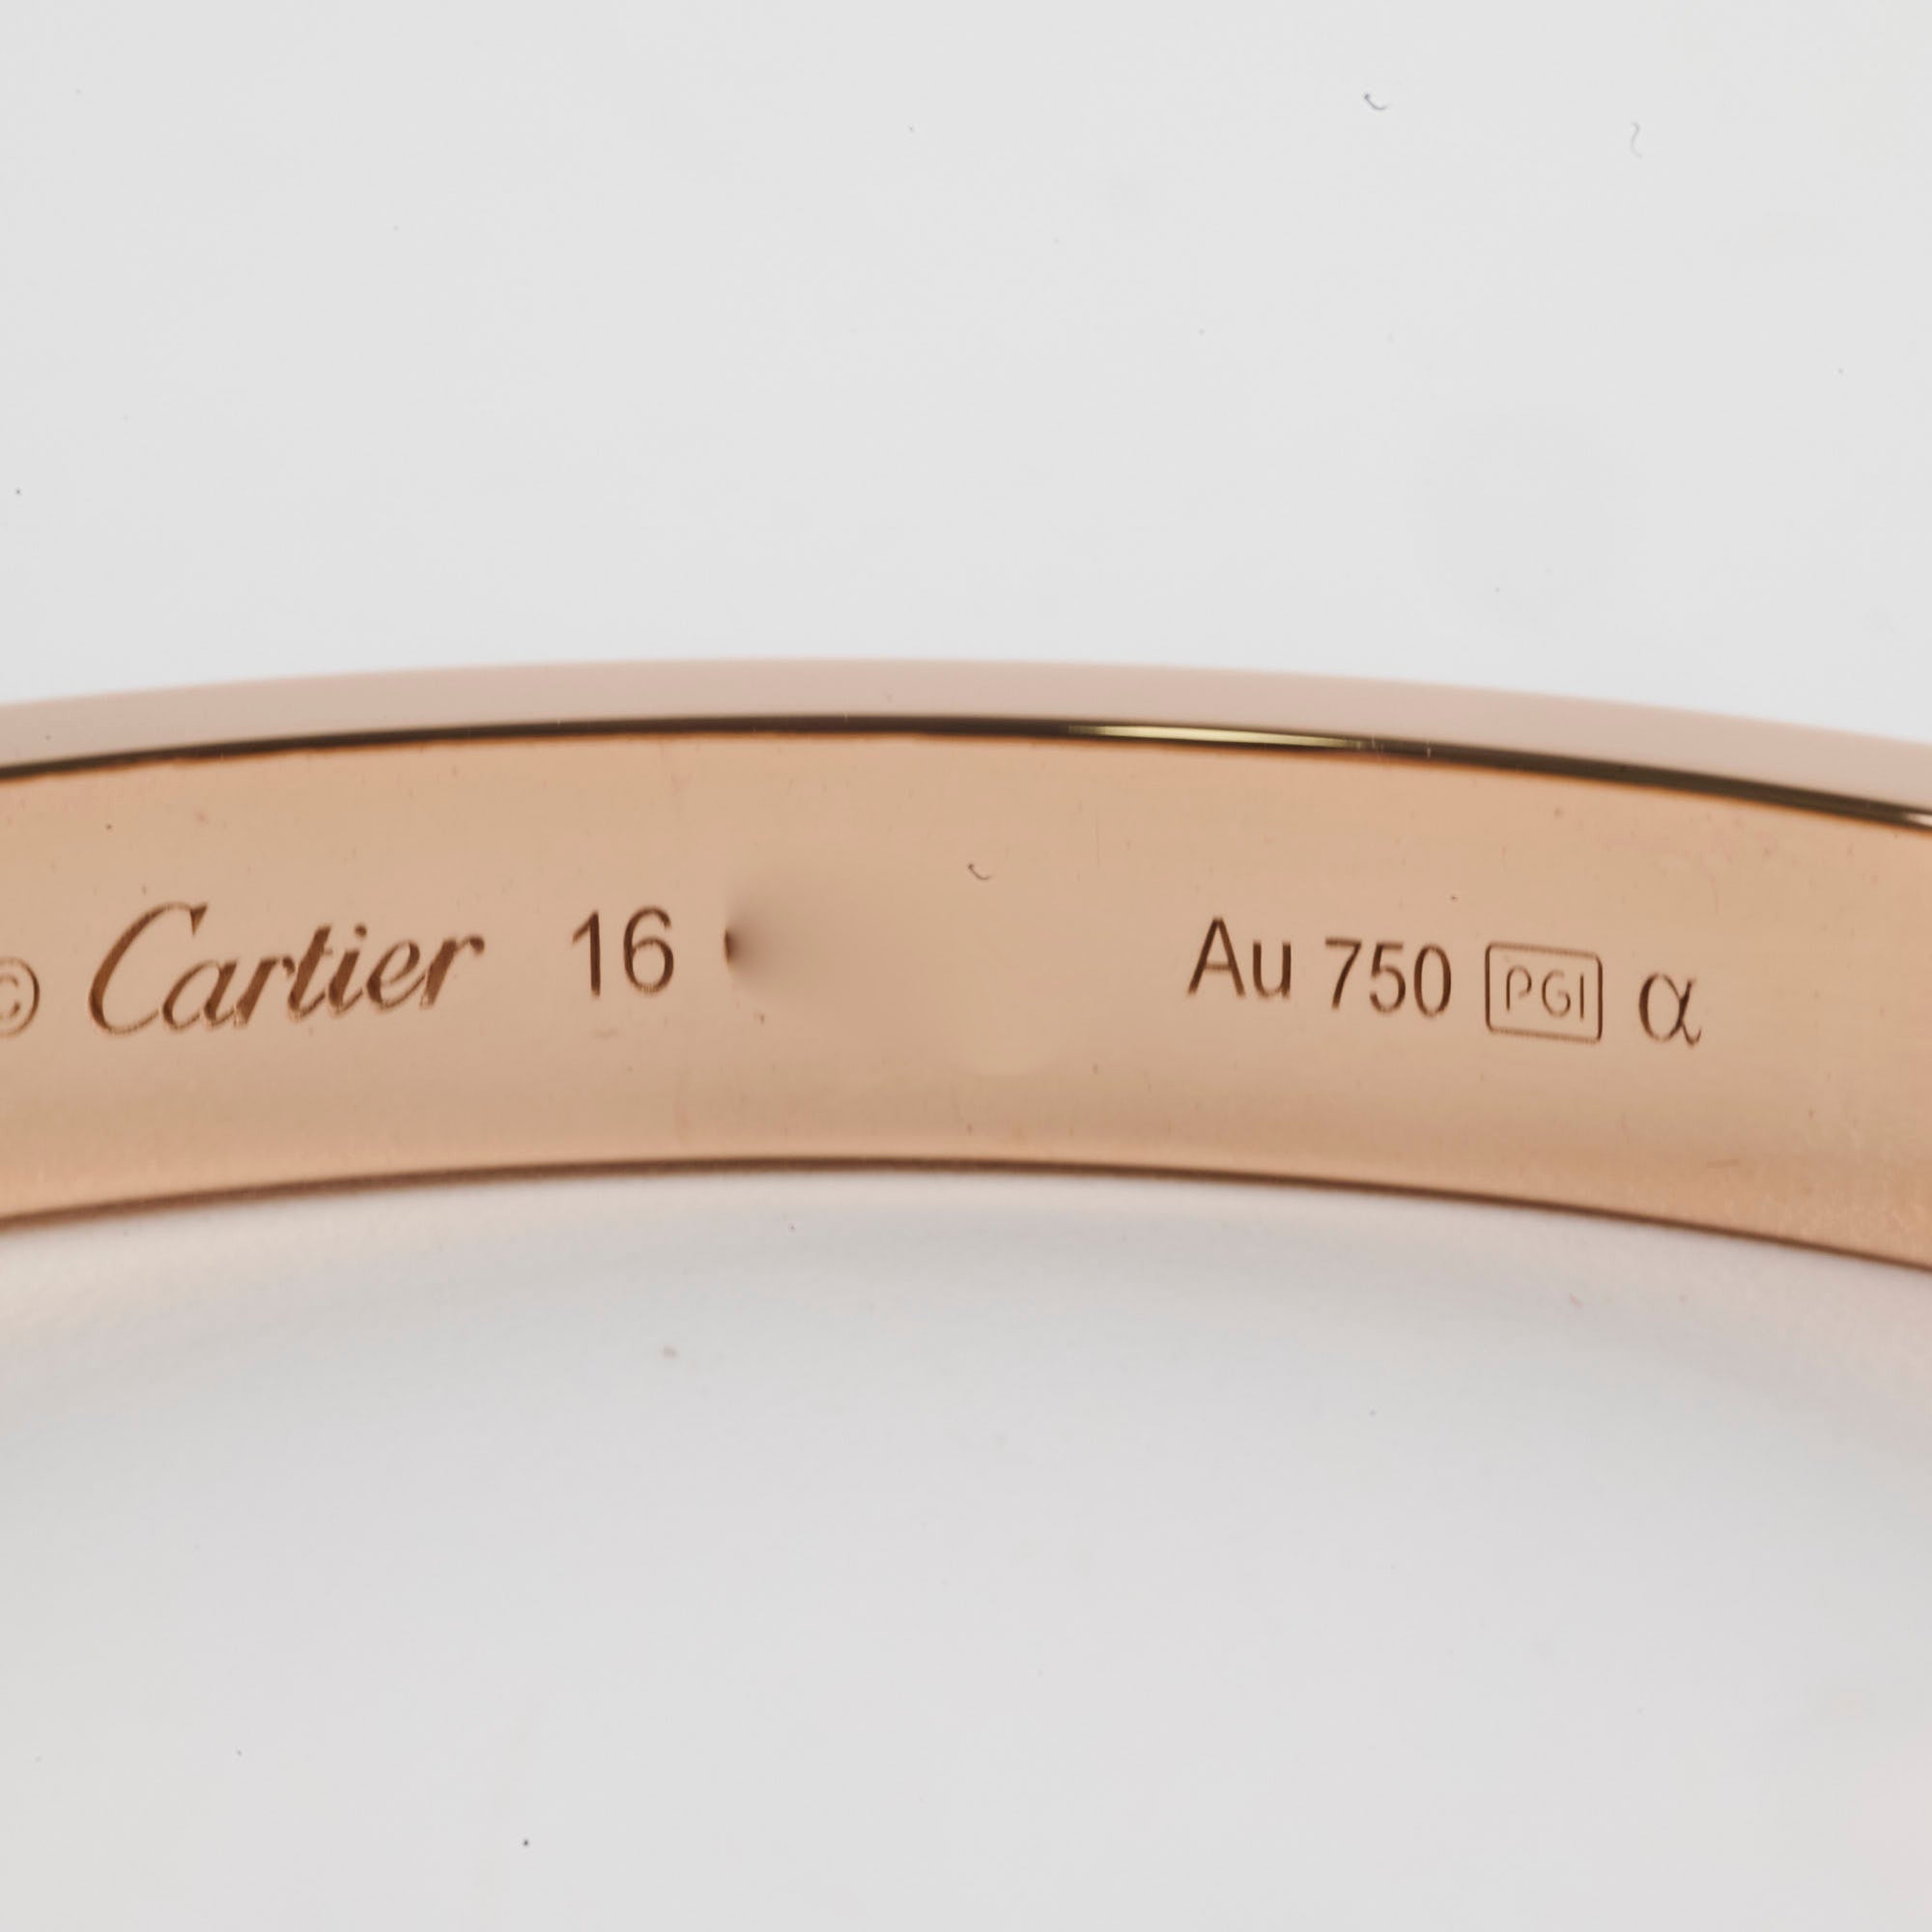 © Cartier 16 Au 750 PGI α